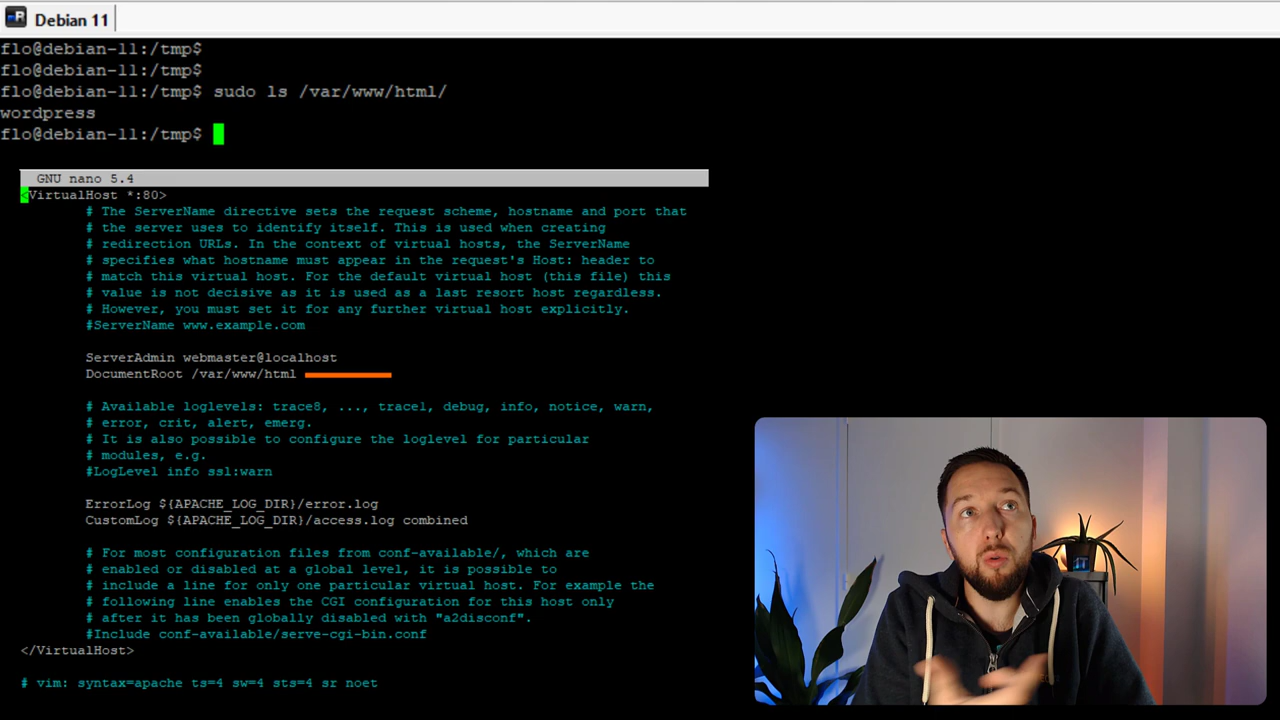 Debian 11
flo@debian-11:/tmp$
flo@debian-11:/tmp$
flo@debian-11:/tmp$ sudo ls /var/www/html/
wordpress
flo@debian-11:/tmp$
GNU nano 5.4
<VirtualHost *:80>
# The ServerName directive sets the request scheme, hostname and port that
# the server uses to identify itself. This is used when creating
# redirection URLs. In the context of virtual hosts, the ServerName
# specifies what hostname must appear in the request's Host: header to
# match this virtual host. For the default virtual host (this file) this
# value is not decisive as it is used as a last resort host regardless.
# However, you must set it for any further virtual host explicitly.
#ServerName www.example.com
ServerAdmin webmaster@localhost
DocumentRoot /var/www/html
# Available loglevels: trace8, ..., trace1, debug, info, notice, warn,
# error, crit, alert, emerg.
# It is also possible to configure the loglevel for particular
# modules, e.g.
#LogLevel info ssl:warn
ErrorLog ${APACHE_LOG_DIR}/error.log
CustomLog ${APACHE_LOG_DIR}/access.log combined
# For most configuration files from conf-available/, which are
# enabled or disabled at a global level, it is possible to
# include a line for only one particular virtual host. For example the
# following line enables the CGI configuration for this host only
# after it has been globally disabled with "a2disconf".
#Include conf-available/serve-cgi-bin.conf
</VirtualHost>
# vim: syntax=apache ts=4 sw=4 sts=4 sr noet